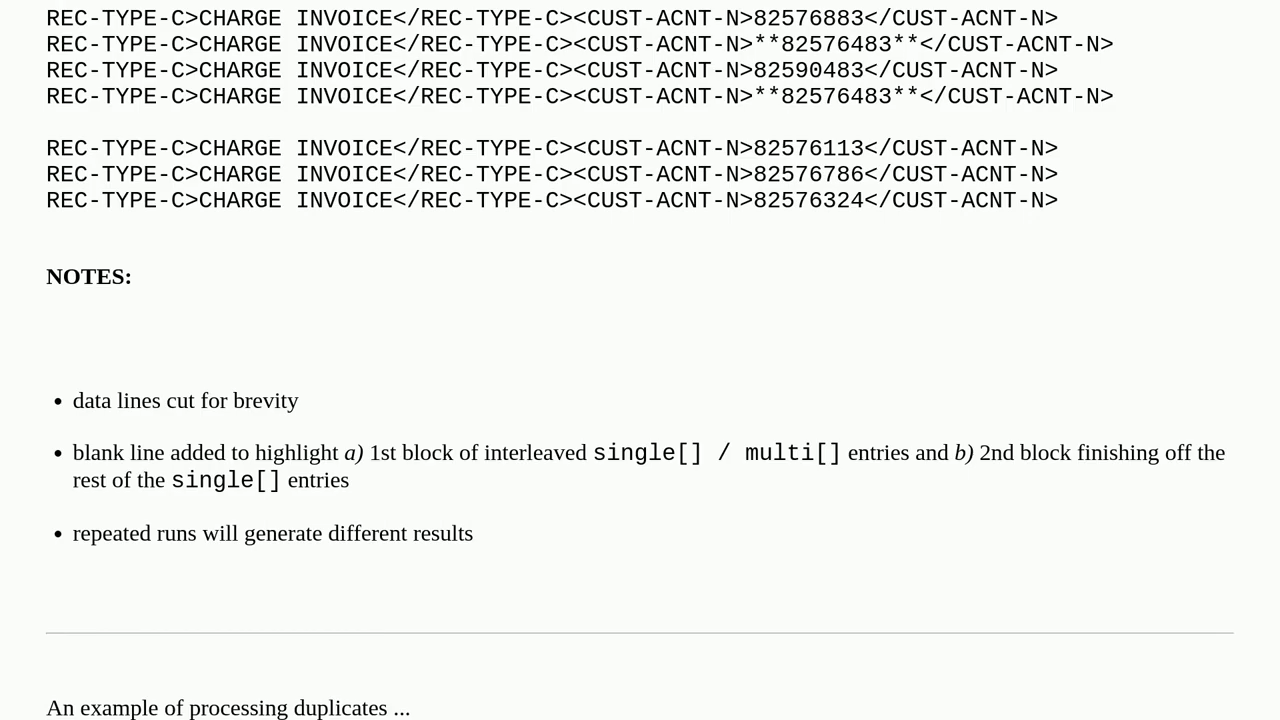 REC-TYPE-C>CHARGE INVOICE</REC-TYPE-C><CUST-ACNT-N>82576883</CUST-ACNT-N>
REC-TYPE-C>CHARGE INVOICE</REC-TYPE-C><CUST-ACNT-N>**82576483**</CUST-ACNT-N>
REC-TYPE-C>CHARGE INVOICE</REC-TYPE-C><CUST-ACNT-N>82590483</CUST-ACNT-N>
REC-TYPE-C>CHARGE INVOICE</REC-TYPE-C><CUST-ACNT-N>**82576483**</CUST-ACNT-N>
REC-TYPE-C>CHARGE INVOICE</REC-TYPE-C><CUST-ACNT-N>82576113</CUST-ACNT-N>
REC-TYPE-C>CHARGE INVOICE</REC-TYPE-C><CUST-ACNT-N>82576786</CUST-ACNT-N>
REC-TYPE-C>CHARGE INVOICE</REC-TYPE-C><CUST-ACNT-N>82576324</CUST-ACNT-N>
NOTES:
• data lines cut for brevity
• blank line added to highlight a) 1st block of interleaved single[] / multi[] entries and b) 2nd block finishing off the
rest of the single[] entries
• repeated runs will generate different results
An example of processing duplicates ...